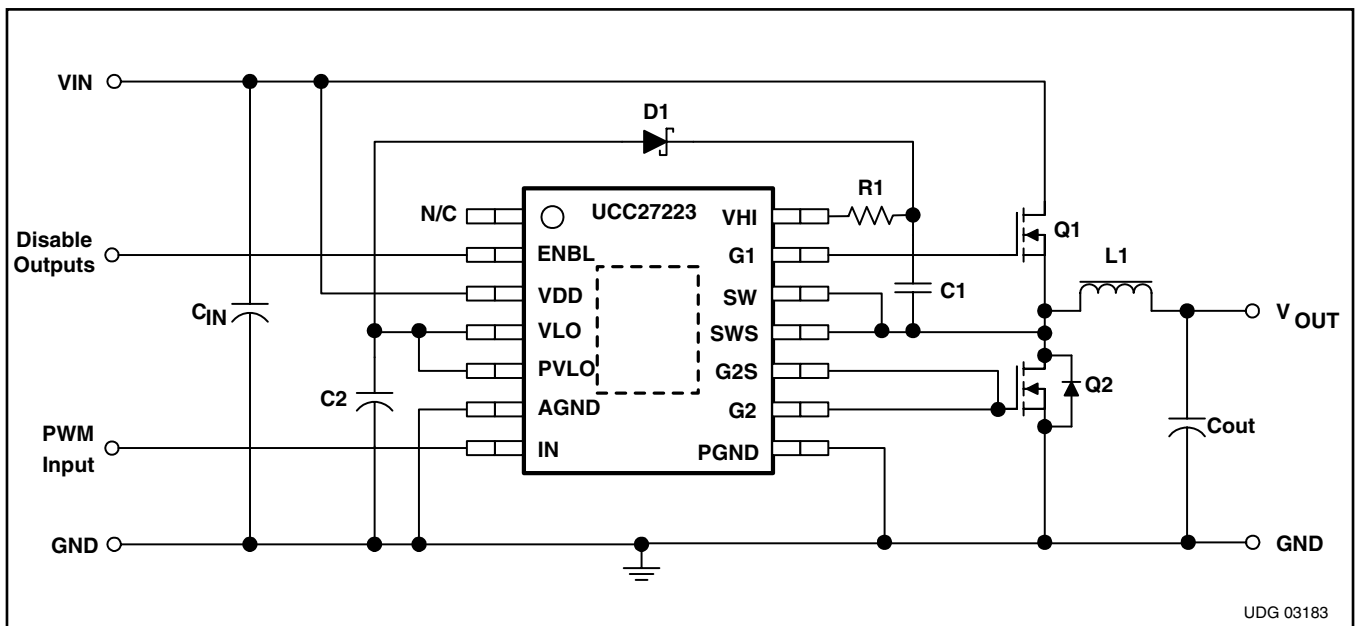 VIN
D1
R1
N/C
UCC27223
VHI
Q1
Disable
Outputs
ENBL
G1
L1
VDD
SW
C1
CIN
VLO
SWS
VOUT
PVLO
G2S
Q2
C2
AGND
G2
Cout
PWM
Input
IN
PGND
GND
GND
UDG 03183